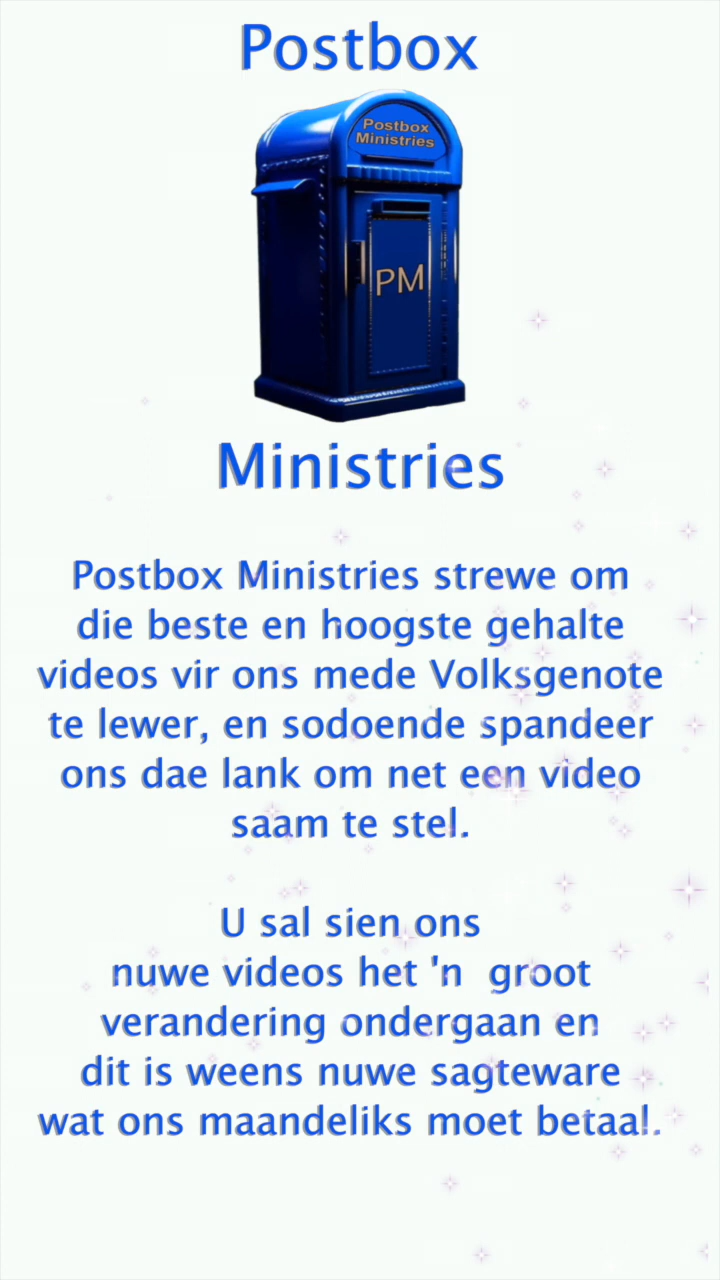 Postbox
Postbox
Ministries
PM
Ministries
Postbox Ministries strewe om
die beste en hoogste gehalte
videos vir ons mede Volksgenote
te lewer, en sodoende spandeer
ons dae lank om net een video
saam te stel.
U sal sien ons
nuwe videos het 'n  groot
verandering ondergaan en
dit is weens nuwe sagteware
wat ons maandeliks moet betaal.